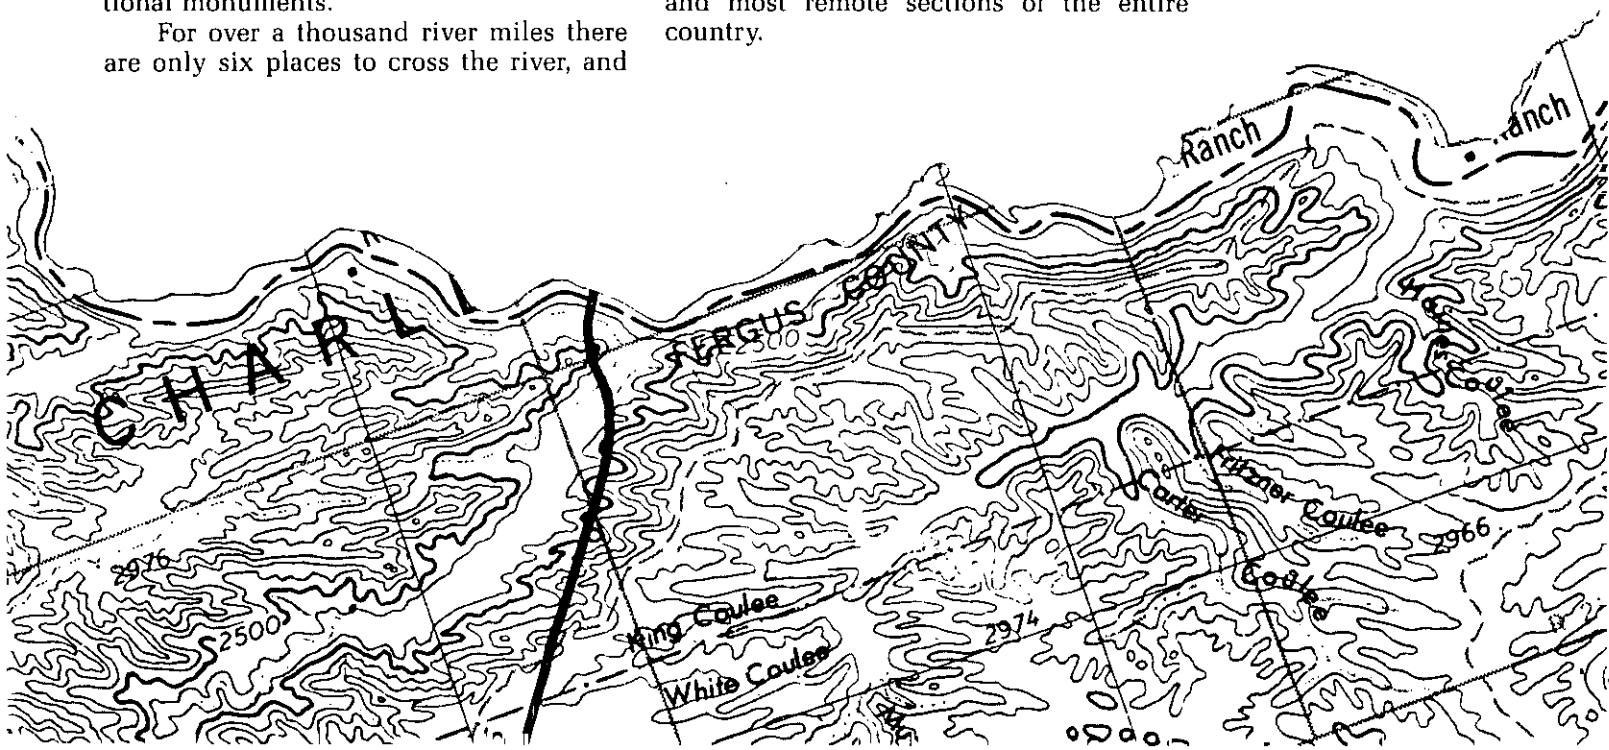 tional monuments.
For over a thousand river miles there
are only six places to cross the river, and
and most remote sections of the entire
country.
Ranch
Ranch
CHARL
FERGUS COUNTY
Coulee
Fritzner Coulee
Carter
Coulee
2966
2976
2500
King Coulee
2974
White Coulee